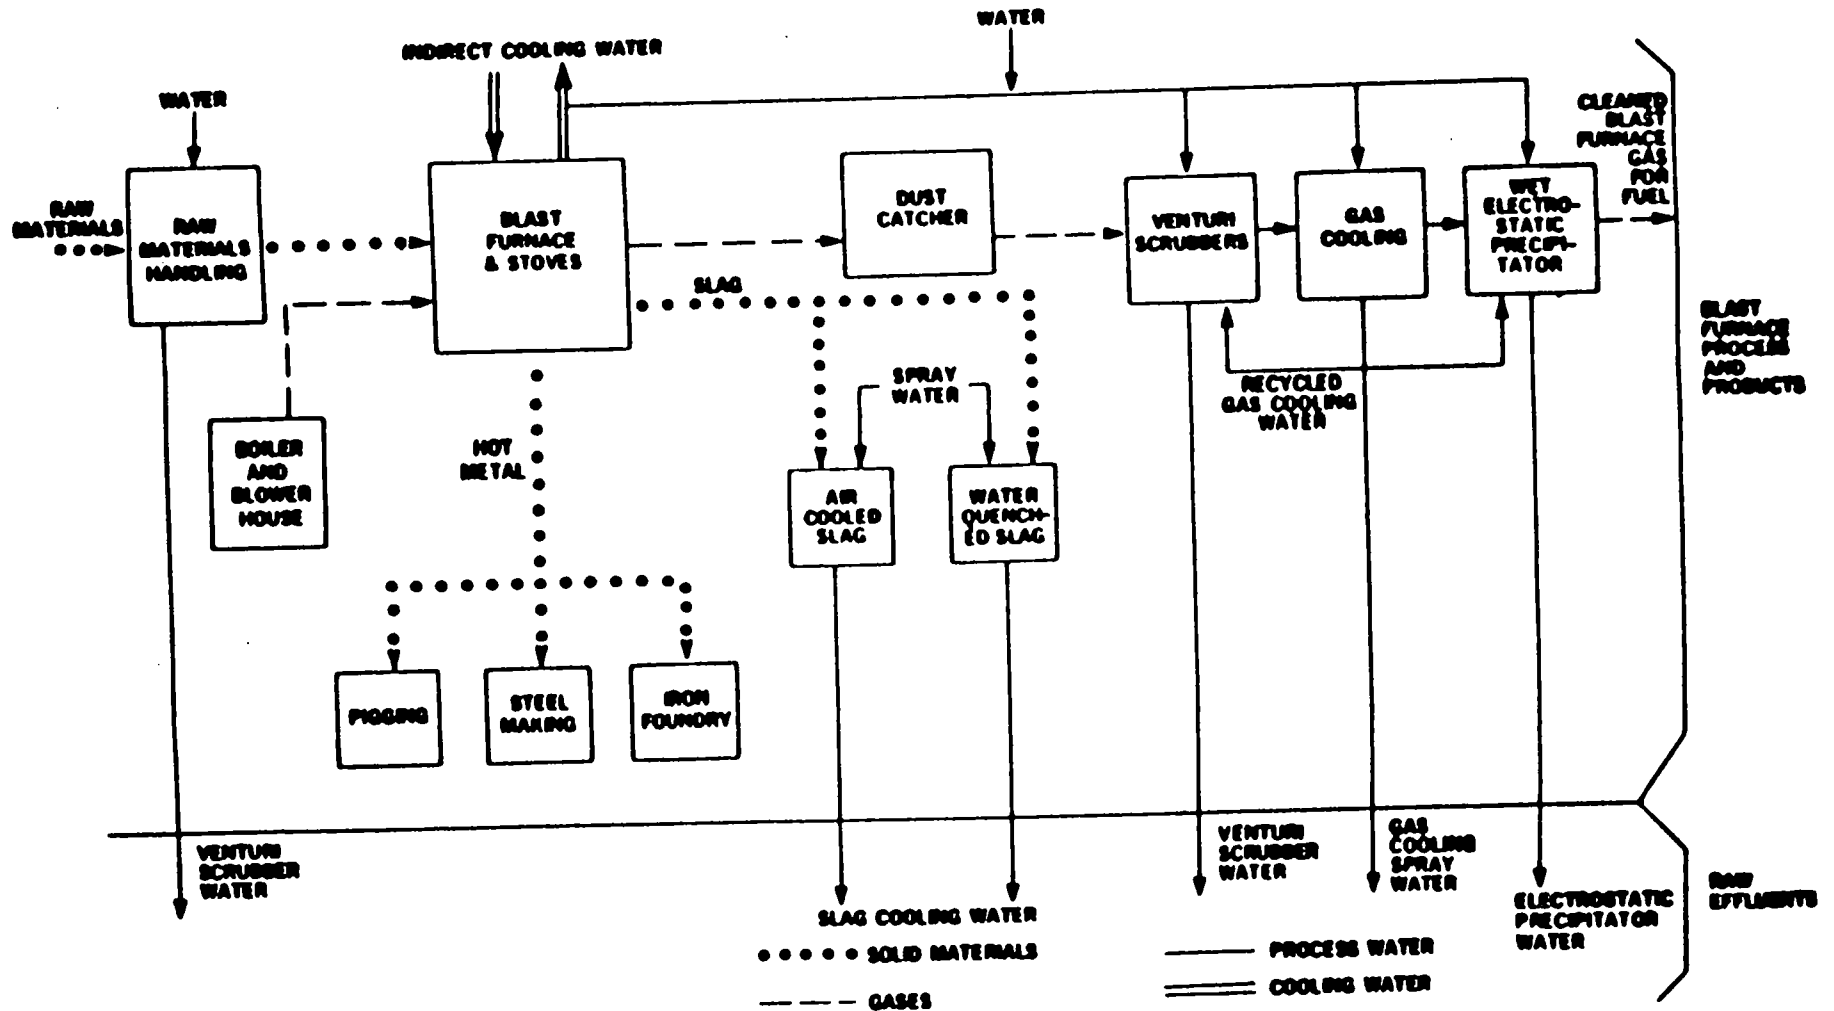 WATER
INDIRECT COOLING WATER
WATER
CLEANED
BLAST
FURNACE
GAS
FOR
FUEL
RAW
MATERIALS
RAW
MATERIALS
HANDLING
BLAST
FURNACE
& STOVES
DUST
CATCHER
VENTURI
SCRUBBERS
GAS
COOLING
WET
ELECTRO-
STATIC
PRECIPI-
TATOR
SLAG
BLAST
FURNACE
PROCESS
AND
PRODUCTS
SPRAY
WATER
RECYCLED
GAS COOLING
WATER
BOILER
AND
BLOWER
HOUSE
HOT
METAL
AIR
COOLED
SLAG
WATER
QUENCH-
ED SLAG
PIGGING
STEEL
MAKING
IRON
FOUNDRY
VENTURI
SCRUBBER
WATER
SLAG COOLING WATER
VENTURI
SCRUBBER
WATER
GAS
COOLING
SPRAY
WATER
ELECTROSTATIC
PRECIPITATOR
WATER
RAW
EFFLUENTS
SOLID MATERIALS
PROCESS WATER
GASES
COOLING WATER